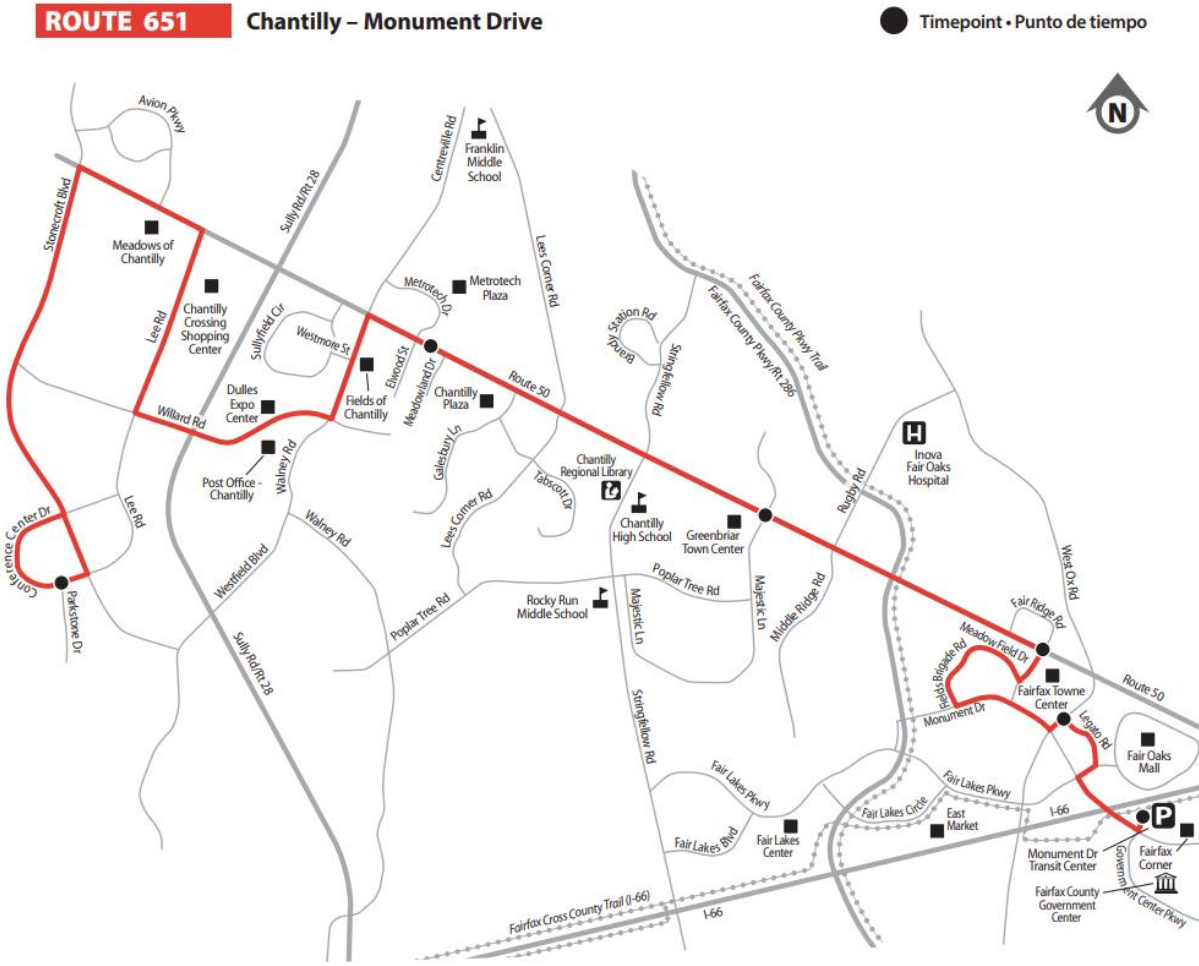 ROUTE 651
Chantilly – Monument Drive
Timepoint • Punto de tiempo
N
Avion Pkwy
Stonecroft Blvd
Meadows of
Chantilly
Lee Rd
Chantilly
Crossing
Shopping
Center
Sully Rd/Rt 28
Centreville Rd
Franklin
Middle
School
Lees Corner Rd
Metrotech Dr
Metrotech
Plaza
Sullyfield Cir
Westmore St
Elwood St
Meadowland Dr
Fields of
Chantilly
Dulles
Expo
Center
Willard Rd
Post Office -
Chantilly
Walney Rd
Chantilly
Plaza
Route 50
Galesbury Ln
Tabscott Dr
Lees Corner Rd
Brandy Station Rd
Stringfellow Rd
Fairfax County Pkwy Trail
Fairfax County Pkwy/Rt 286
Chantilly
Regional Library
Chantilly
High School
Greenbriar
Town Center
Rugby Rd
H
Inova
Fair Oaks
Hospital
West Ox Rd
Conference Center Dr
Lee Rd
Parkstone Dr
Walney Rd
Westfield Blvd
Sully Rd/Rt 28
Poplar Tree Rd
Rocky Run
Middle School
Poplar Tree Rd
Majestic Ln
Majestic Ln
Middle Ridge Rd
Fair Ridge Rd
Meadow Field Dr
Fields Brigade Rd
Fairfax Towne
Center
Route 50
Monument Dr
Legato Rd
Fair Oaks
Mall
Stringfellow Rd
Fair Lakes Pkwy
Fair Lakes Blvd
Fair Lakes
Center
Fair Lakes Circle
Fair Lakes Pkwy
East
Market
I-66
P
Monument Dr
Transit Center
Fairfax
Corner
Fairfax County
Government
Center
Government Center Pkwy
Fairfax Cross County Trail (I-66)
I-66